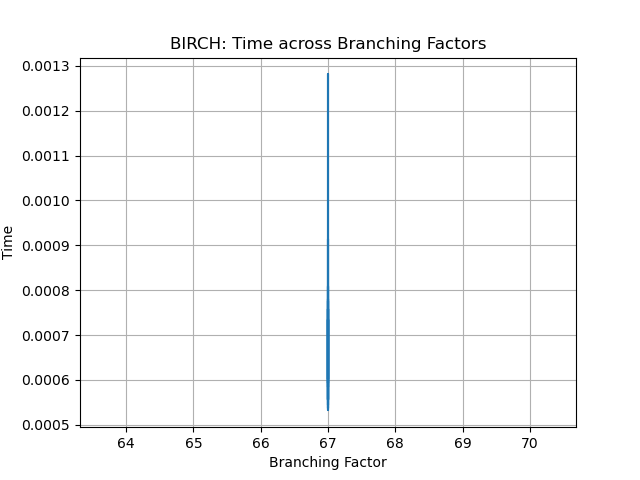 BIRCH: Time across Branching Factors
0.0013
0.0012
0.0011
0.0010
0.0009
0.0008
0.0007
0.0006
0.0005
Time
64 65 66 67 68 69 70
Branching Factor